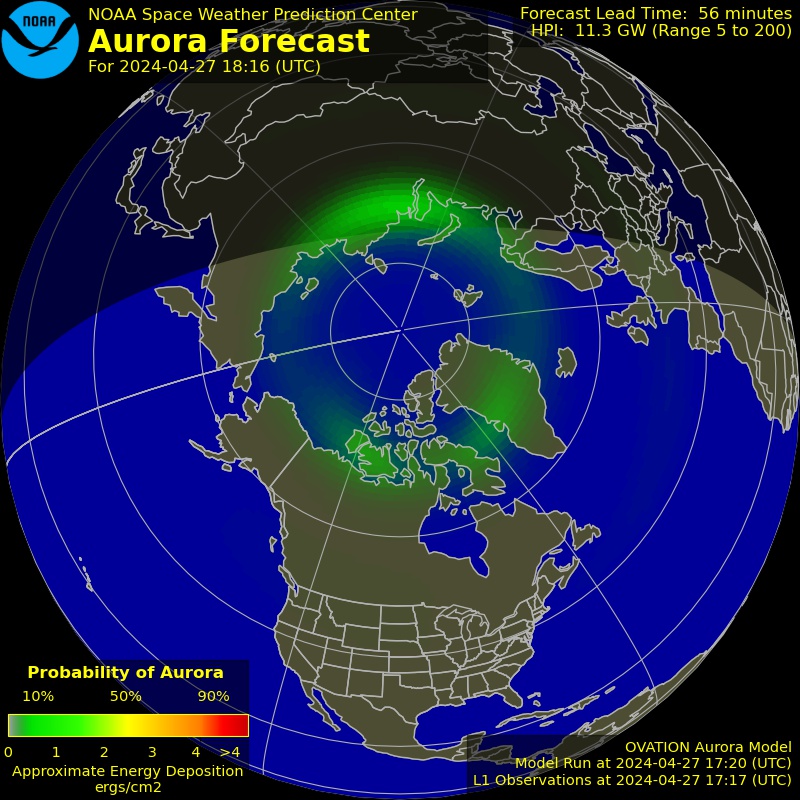 NOAA
NOAA Space Weather Prediction Center
Aurora Forecast
For 2024-04-27 18:16 (UTC)
Forecast Lead Time: 56 minutes
HPI: 11.3 GW (Range 5 to 200)
Probability of Aurora
10% 50% 90%
0 1 2 3 4 >4
Approximate Energy Deposition
ergs/cm2
OVATION Aurora Model
Model Run at 2024-04-27 17:20 (UTC)
L1 Observations at 2024-04-27 17:17 (UTC)